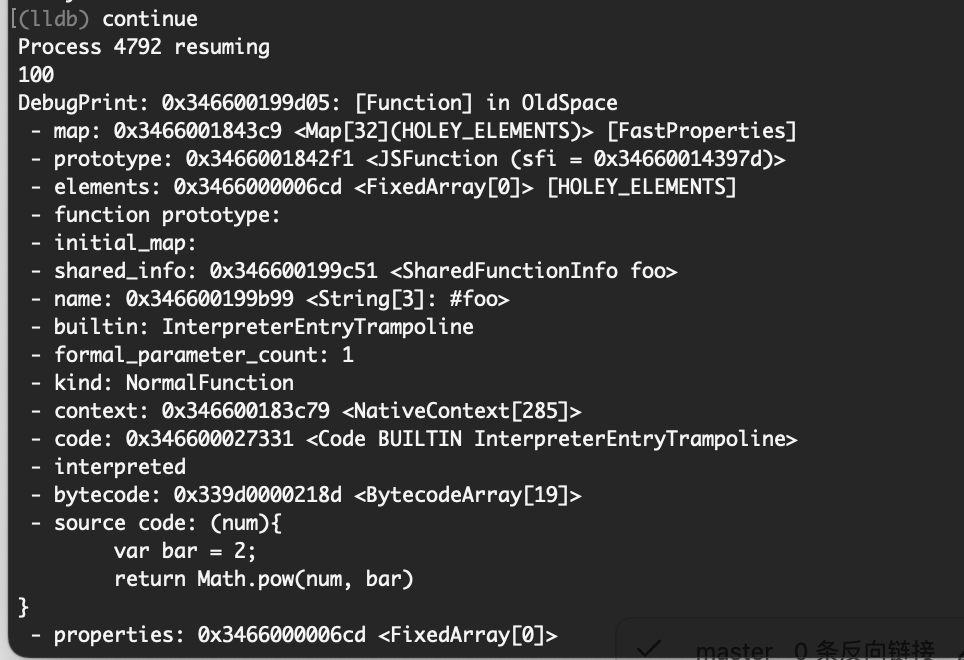 [(lldb) continue
Process 4792 resuming
100
DebugPrint: 0x346600199d05: [Function] in OldSpace
 - map: 0x3466001843c9 <Map[32](HOLEY_ELEMENTS)> [FastProperties]
 - prototype: 0x3466001842f1 <JSFunction (sfi = 0x34660014397d)>
 - elements: 0x3466000006cd <FixedArray[0]> [HOLEY_ELEMENTS]
 - function prototype:
 - initial_map:
 - shared_info: 0x346600199c51 <SharedFunctionInfo foo>
 - name: 0x346600199b99 <String[3]: #foo>
 - builtin: InterpreterEntryTrampoline
 - formal_parameter_count: 1
 - kind: NormalFunction
 - context: 0x346600183c79 <NativeContext[285]>
 - code: 0x346600027331 <Code BUILTIN InterpreterEntryTrampoline>
 - interpreted
 - bytecode: 0x339d0000218d <BytecodeArray[19]>
 - source code: (num){
        var bar = 2;
        return Math.pow(num, bar)
}
 - properties: 0x3466000006cd <FixedArray[0]>
master 0 条反向链接